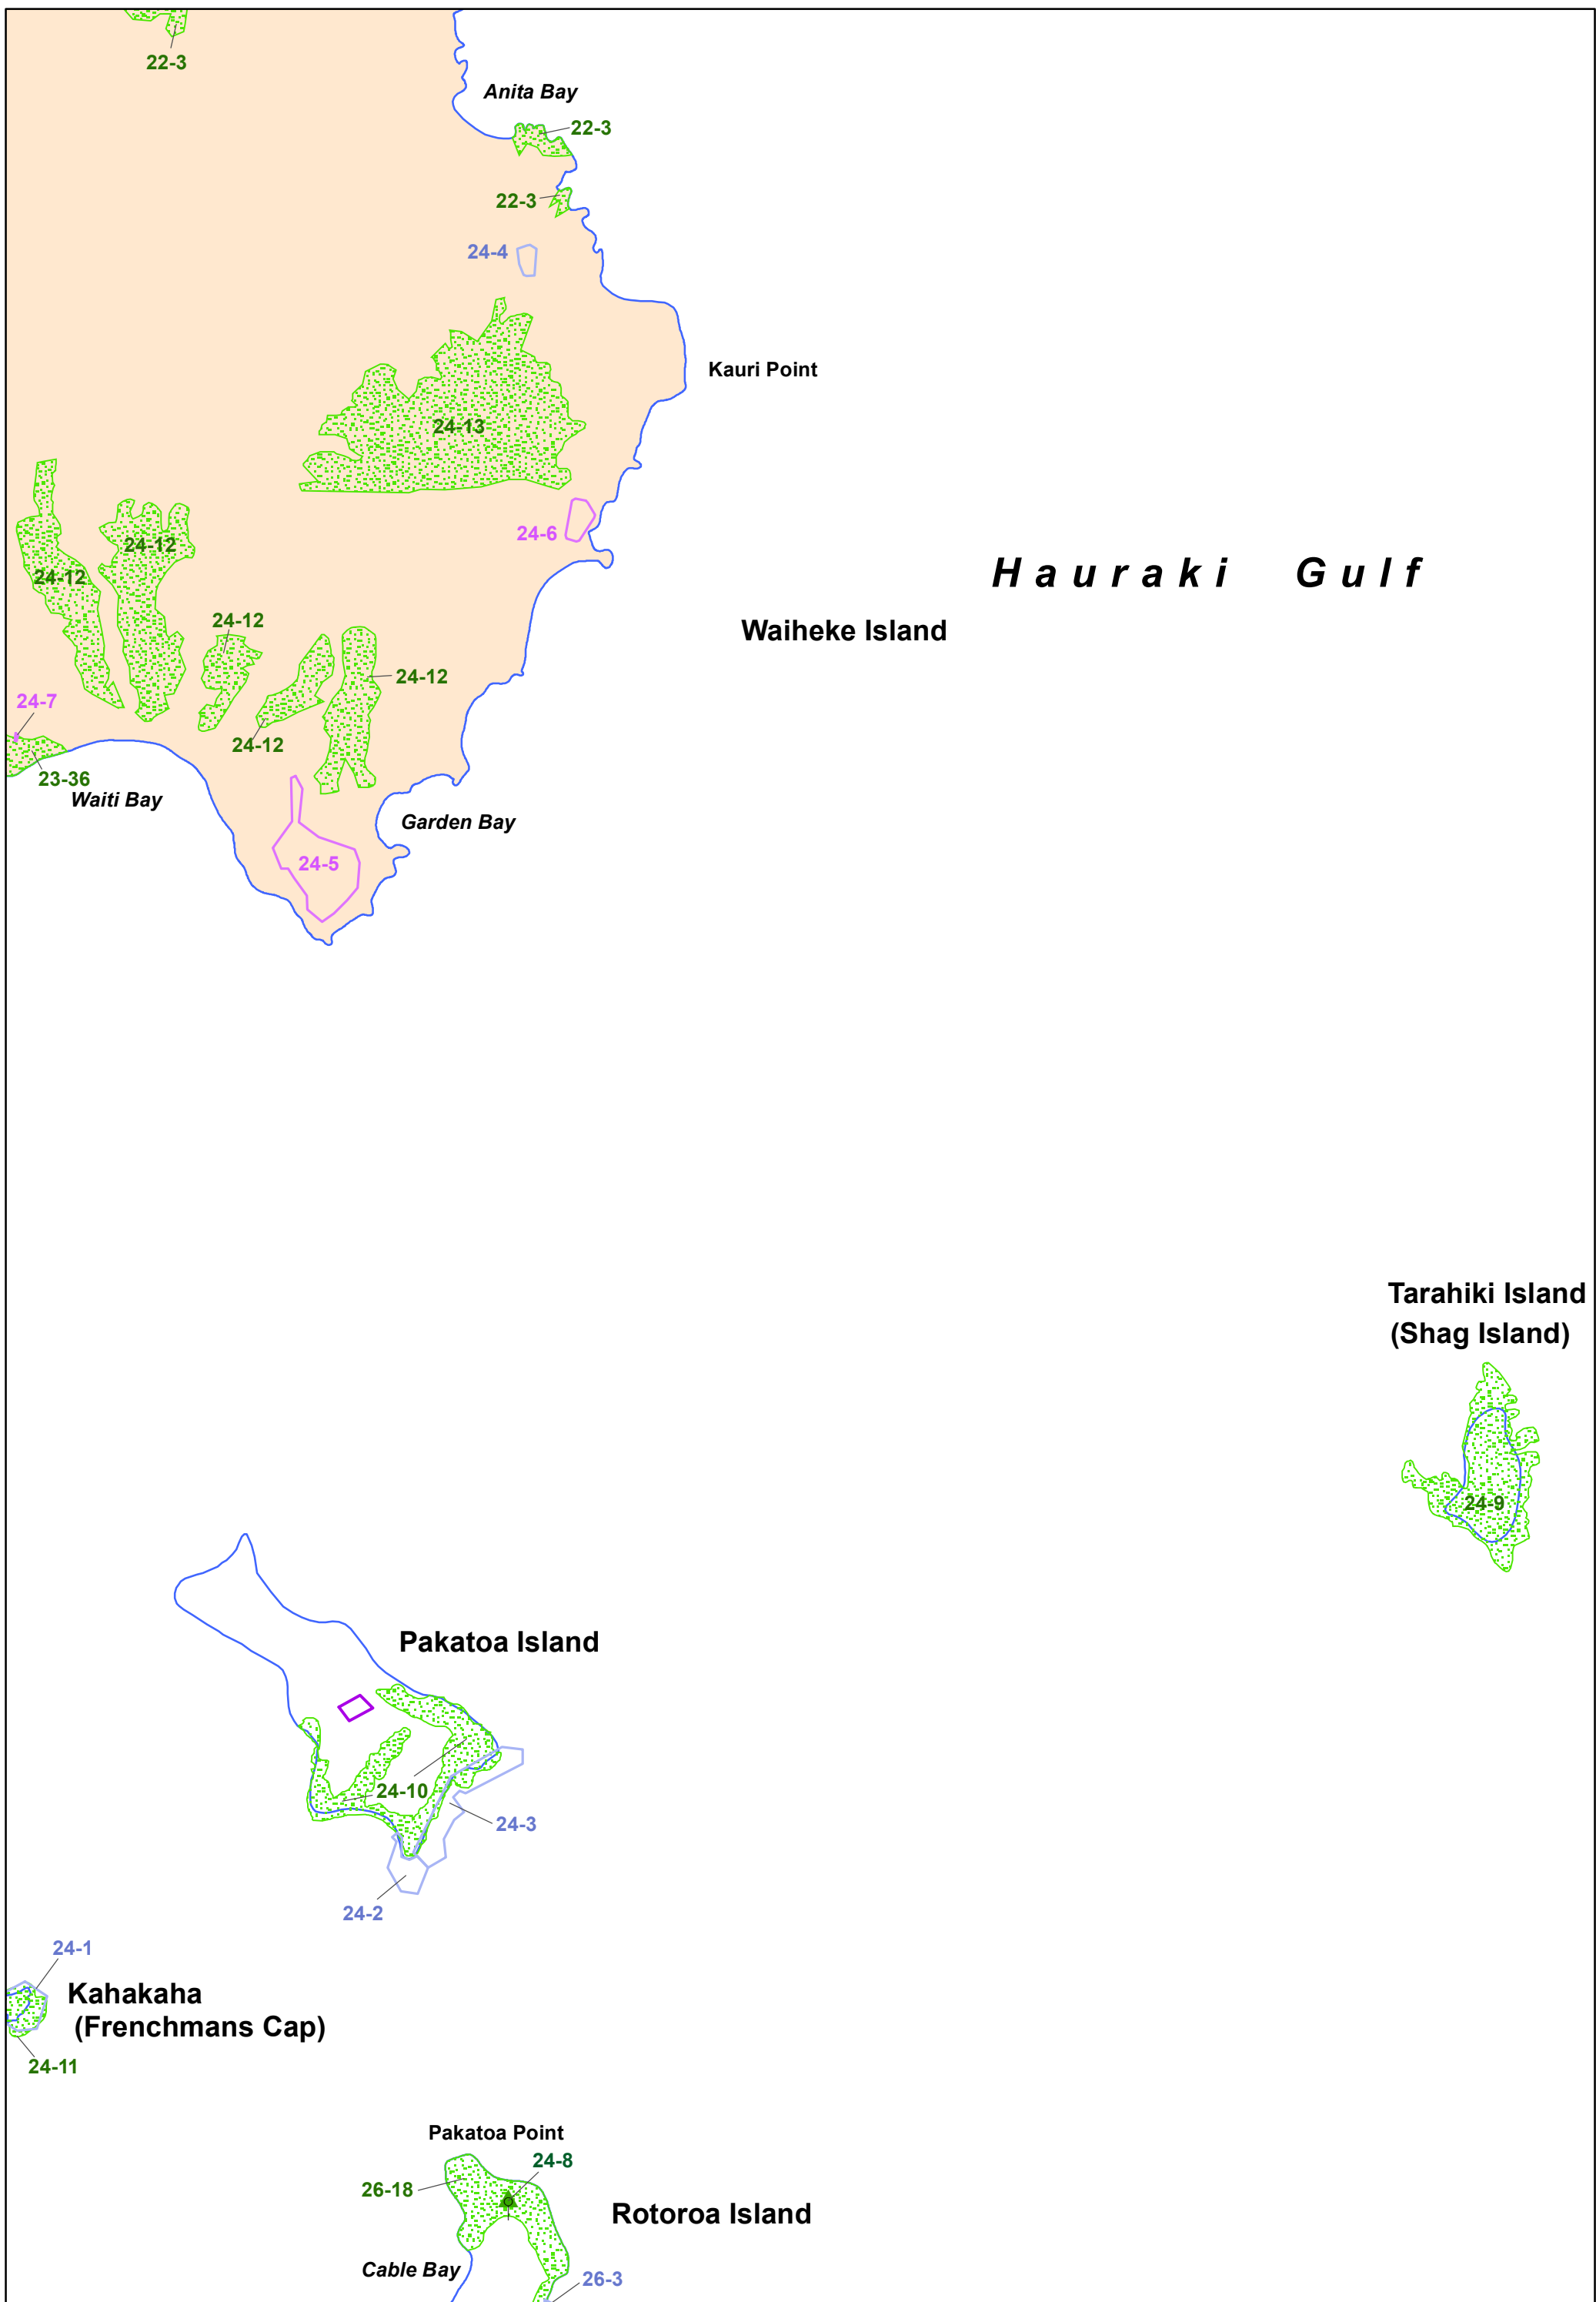 22-3
Anita Bay
22-3
22-3
24-4
Kauri Point
24-13
24-6
24-12
24-12
Hauraki Gulf
24-12
Waiheke Island
24-12
24-7
24-12
23-36
Waiti Bay
Garden Bay
24-5
Tarahiki Island
(Shag Island)
24-9
Pakatoa Island
24-10
24-3
24-2
24-1
Kahakaha
(Frenchmans Cap)
24-11
Pakatoa Point
24-8
26-18
Rotoroa Island
Cable Bay
26-3